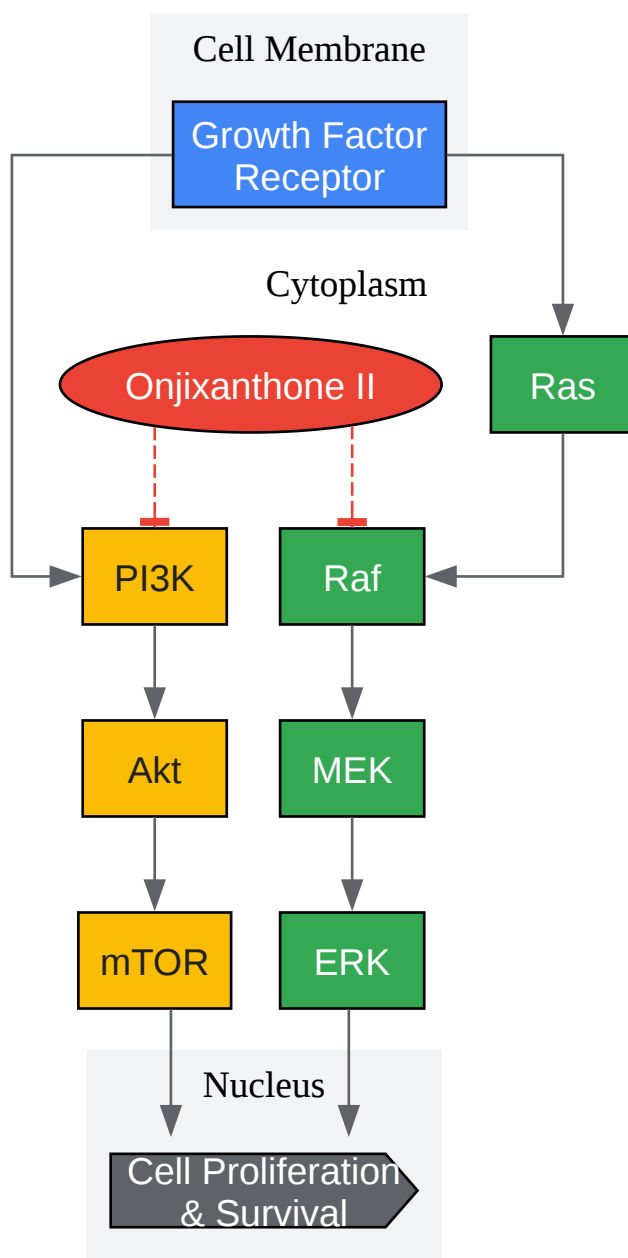 Cell Membrane
Growth Factor
Receptor
Cytoplasm
Onjixanthone II
Ras
PI3K
Raf
Akt
MEK
mTOR
ERK
Nucleus
Cell Proliferation
& Survival